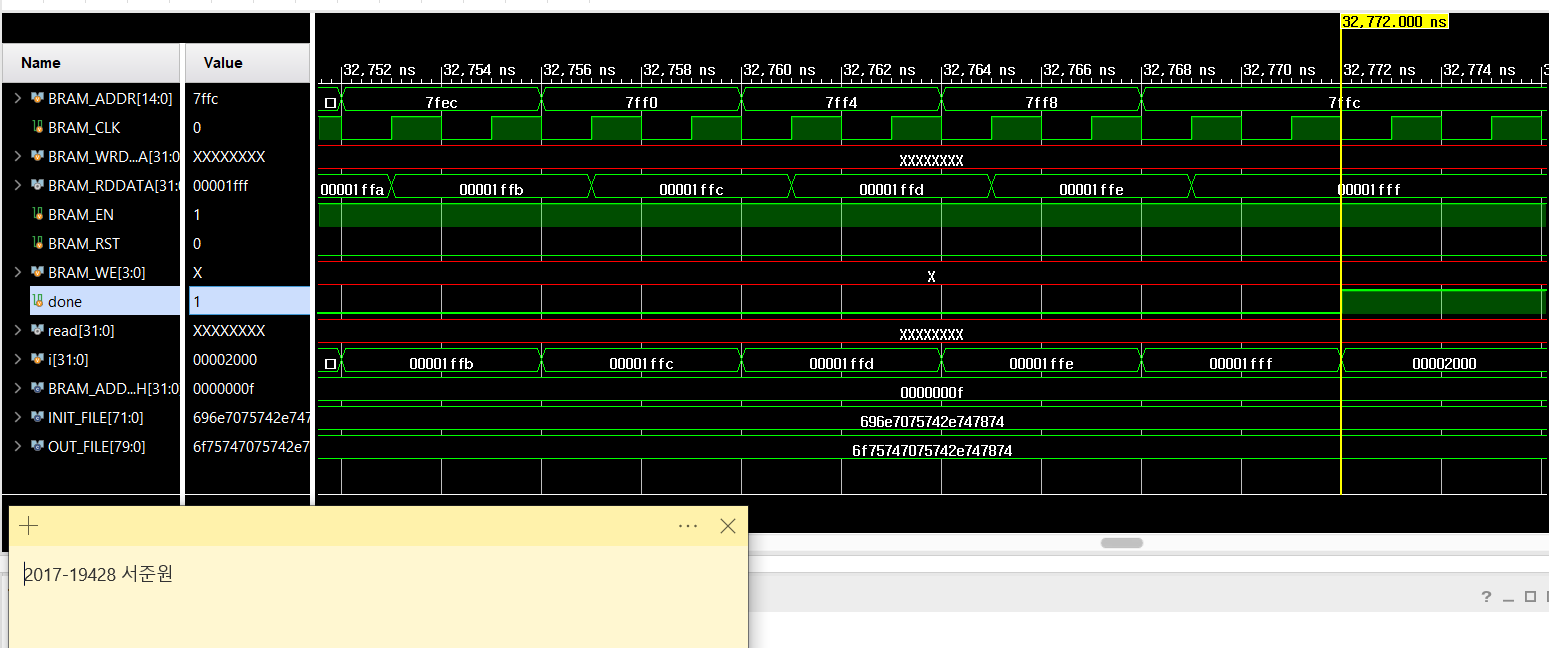 32,772.000 ns
Name Value
32,752 ns 32,754 ns 32,756 ns 32,758 ns 32,760 ns 32,762 ns 32,764 ns 32,766 ns 32,768 ns 32,770 ns 32,772 ns 32,774 ns
BRAM_ADDR[14:0] 7ffc 7fec 7ff0 7ff4 7ff8 7ffc
BRAM_CLK 0
BRAM_WRD...A[31:0 XXXXXXXX XXXXXXXX
BRAM_RDDATA[31:0 00001fff 00001ffa 00001ffb 00001ffc 00001ffd 00001ffe 00001fff
BRAM_EN 1
BRAM_RST 0
BRAM_WE[3:0] X X
done 1
read[31:0] XXXXXXXX XXXXXXXX
i[31:0] 00002000 00001ffb 00001ffc 00001ffd 00001ffe 00001fff 00002000
BRAM_ADD...H[31:0 0000000f 0000000f
INIT_FILE[71:0] 696e7075742e747 696e7075742e747874
OUT_FILE[79:0] 6f75747075742e7 6f75747075742e747874
2017-19428 서준원